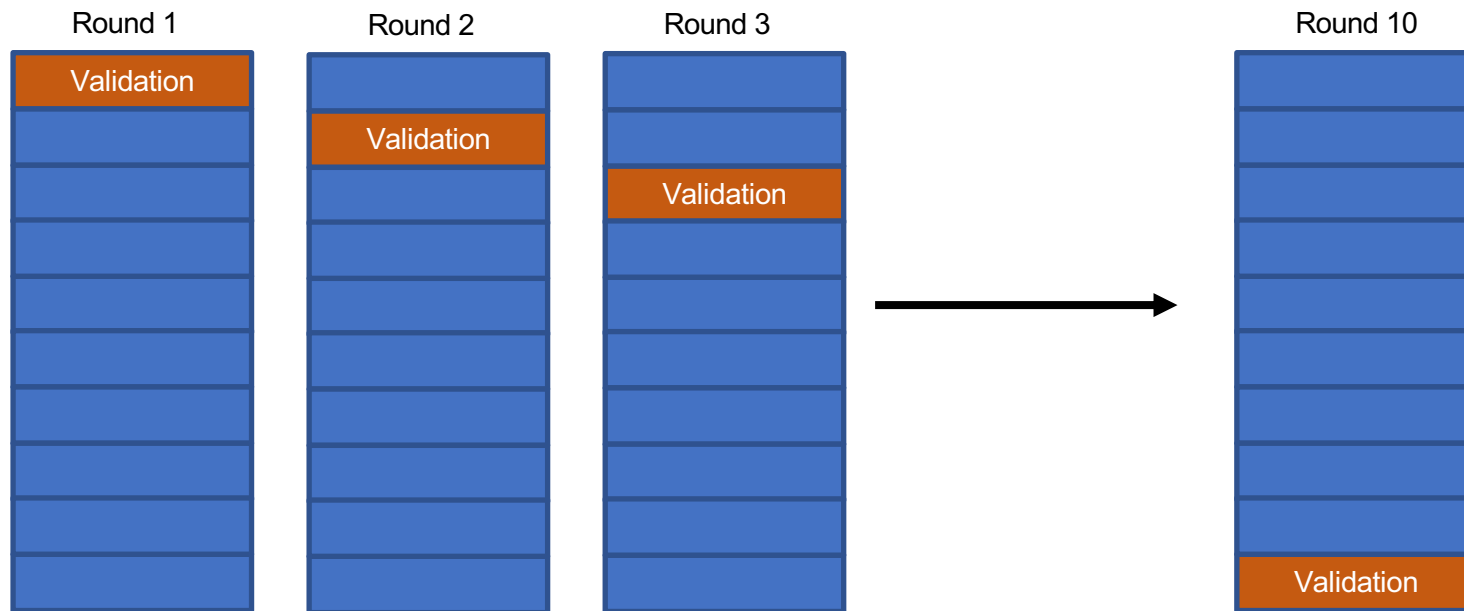 Round 1
Round 2
Round 3
Round 10
Validation
Validation
Validation
Validation